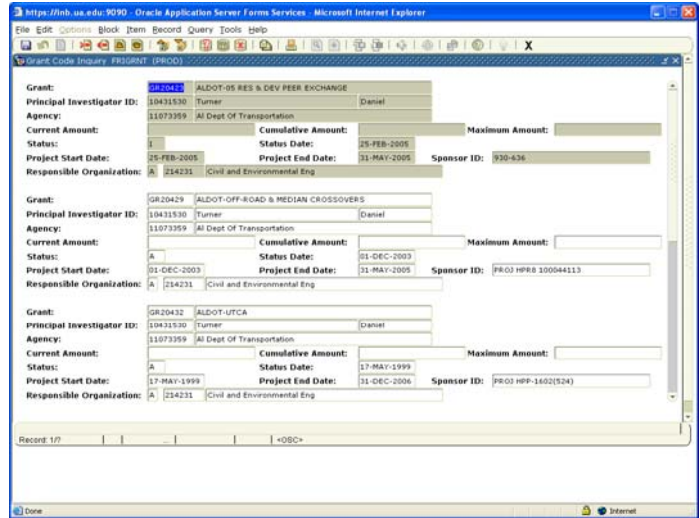 https://inb.ua.edu:9090 - Oracle Application Server Forms Services - Microsoft Internet Explorer
File Edit Options Block Item Record Query Tools Help
Grant Code Inquiry FRIGRNT (PROD)
Grant: GR20423 ALDOT-05 RES & DEV PEER EXCHANGE
Principal Investigator ID: 10431530 Turner Daniel
Agency: 11073359 Al Dept Of Transportation
Current Amount: Cumulative Amount: Maximum Amount:
Status: I Status Date: 25-FEB-2005
Project Start Date: 25-FEB-2005 Project End Date: 31-MAY-2005 Sponsor ID: 930-636
Responsible Organization: A 214231 Civil and Environmental Eng
Grant: GR20429 ALDOT-OFF-ROAD & MEDIAN CROSSOVERS
Principal Investigator ID: 10431530 Turner Daniel
Agency: 11073359 Al Dept Of Transportation
Current Amount: Cumulative Amount: Maximum Amount:
Status: A Status Date: 01-DEC-2003
Project Start Date: 01-DEC-2003 Project End Date: 31-MAY-2005 Sponsor ID: PROJ HPR8 100044113
Responsible Organization: A 214231 Civil and Environmental Eng
Grant: GR20432 ALDOT-UTCA
Principal Investigator ID: 10431530 Turner Daniel
Agency: 11073359 Al Dept Of Transportation
Current Amount: Cumulative Amount: Maximum Amount:
Status: A Status Date: 17-MAY-1999
Project Start Date: 17-MAY-1999 Project End Date: 31-DEC-2006 Sponsor ID: PROJ HPP-1602(524)
Responsible Organization: A 214231 Civil and Environmental Eng
Record: 1/? ... <OSC>
Done Internet